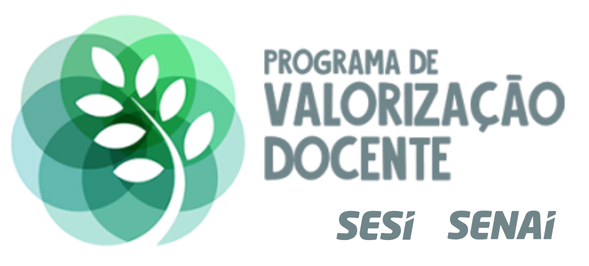 PROGRAMA DE
VALORIZAÇÃO
DOCENTE
SESI SENAI